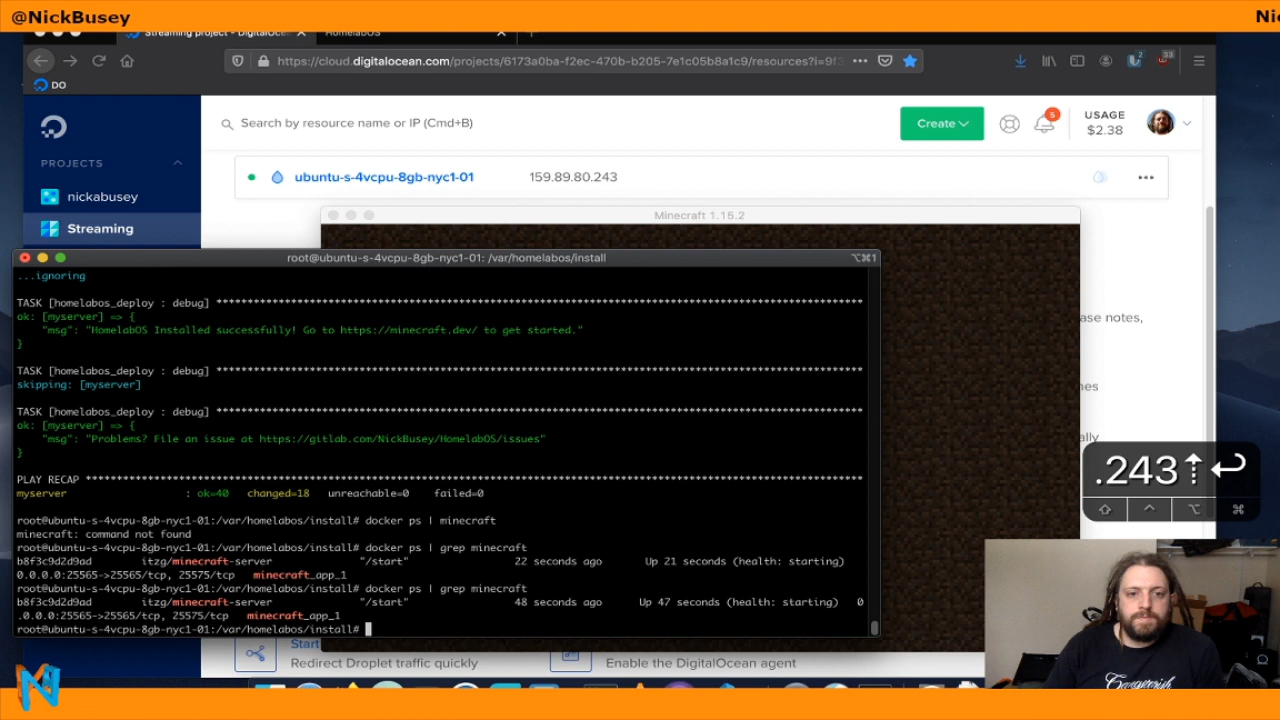 @NickBusey
Nic
Streaming project - DigitalOcean
HomelabOS
https://cloud.digitalocean.com/projects/6173a0ba-f2ec-470b-b205-7e1c05b8a1c9/resources?i=9f3
2
33
DO
Search by resource name or IP (Cmd+B)
Create
5
USAGE
$2.38
PROJECTS
nickabusey
Streaming
ubuntu-s-4vcpu-8gb-nyc1-01 159.89.80.243
Minecraft 1.15.2
root@ubuntu-s-4vcpu-8gb-nyc1-01: /var/homelabos/install
⌥⌘1
...ignoring
TASK [homelabos_deploy : debug] ****************************************************************************************************
ok: [myserver] => {
"msg": "HomelabOS Installed successfully! Go to https://minecraft.dev/ to get started."
}
TASK [homelabos_deploy : debug] ****************************************************************************************************
skipping: [myserver]
TASK [homelabos_deploy : debug] ****************************************************************************************************
ok: [myserver] => {
"msg": "Problems? File an issue at https://gitlab.com/NickBusey/HomelabOS/issues"
}
PLAY RECAP ****************************************************************************************************
myserver : ok=40 changed=18 unreachable=0 failed=0
root@ubuntu-s-4vcpu-8gb-nyc1-01:/var/homelabos/install# docker ps | minecraft
minecraft: command not found
root@ubuntu-s-4vcpu-8gb-nyc1-01:/var/homelabos/install# docker ps | grep minecraft
b8f3c9d2d9ad itzg/minecraft-server "/start" 22 seconds ago Up 21 seconds (health: starting)
0.0.0.0:25565->25565/tcp, 25575/tcp minecraft_app_1
root@ubuntu-s-4vcpu-8gb-nyc1-01:/var/homelabos/install# docker ps | grep minecraft
b8f3c9d2d9ad itzg/minecraft-server "/start" 48 seconds ago Up 47 seconds (health: starting) 0
.0.0.0:25565->25565/tcp, 25575/tcp minecraft_app_1
root@ubuntu-s-4vcpu-8gb-nyc1-01:/var/homelabos/install#
ase notes,
nes
ally
.243⇡↩
⇧ ^ ⌥ ⌘
Start
Redirect Droplet traffic quickly
Enable the DigitalOcean agent
N